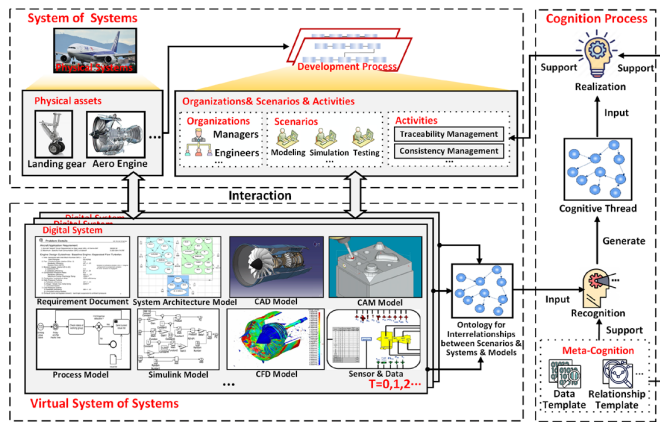 System of Systems
Physical Systems
Development Process
Physical assets
Landing gear
Aero Engine
...
Organizations& Scenarios & Activities
Organizations
Managers
Engineers
Scenarios
Modeling
Simulation
Testing
...
Activities
Traceability Management
Consistency Management
...
Interaction
Digital System
Digital System
Digital System
Requirement Document
System Architecture Model
CAD Model
CAM Model
Process Model
Simulink Model
CFD Model
Sensor & Data
...
T=0,1,2···
Virtual System of Systems
Ontology for
Interrelationships
between Scenarios &
Systems & Models
Cognition Process
Support
Support
Realization
Input
Cognitive Thread
Generate
Input
Recognition
Support
Meta-Cognition
Data
Template
Relationship
Template
...